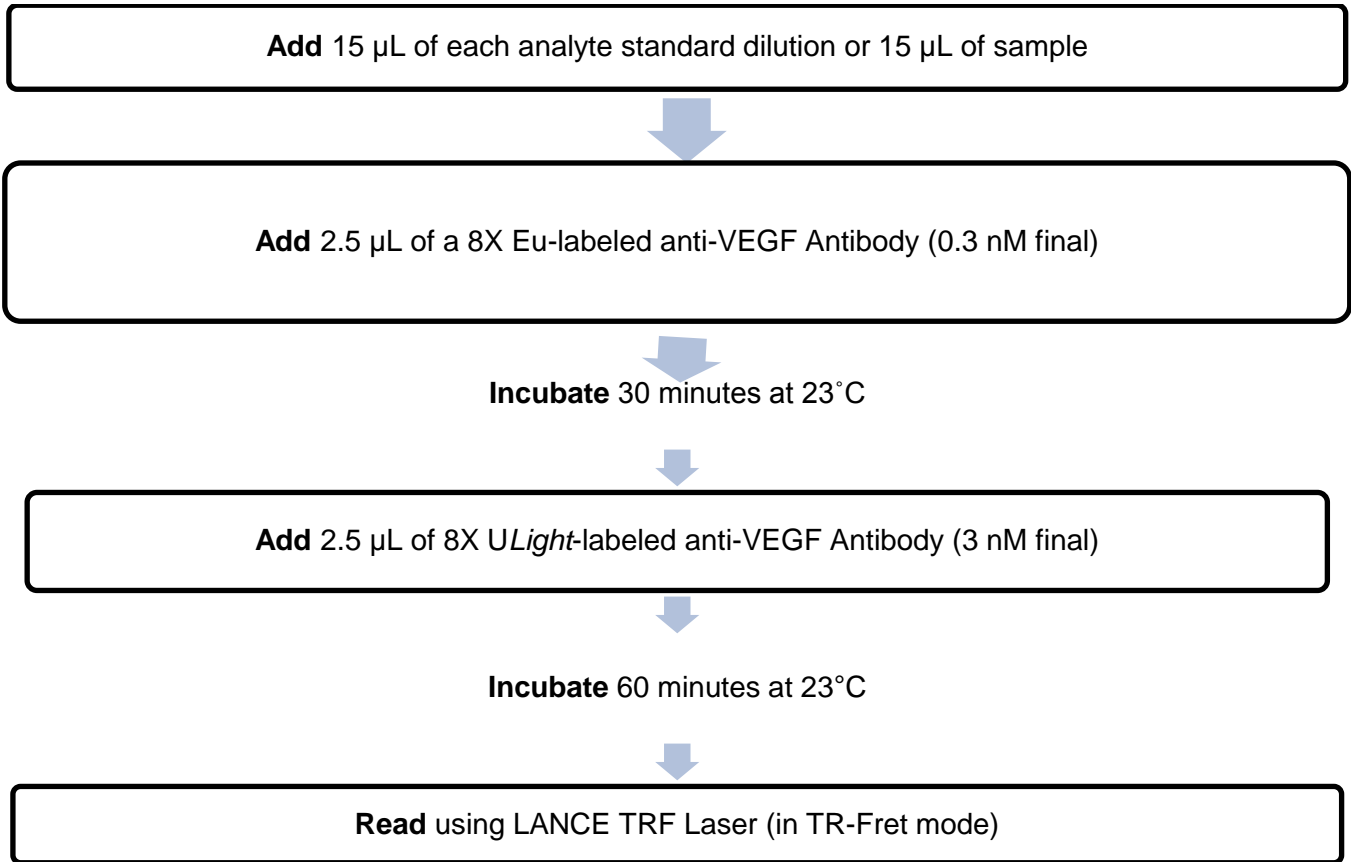 Add 15 µL of each analyte standard dilution or 15 µL of sample
Add 2.5 µL of a 8X Eu-labeled anti-VEGF Antibody (0.3 nM final)
Incubate 30 minutes at 23˚C
Add 2.5 µL of 8X ULight-labeled anti-VEGF Antibody (3 nM final)
Incubate 60 minutes at 23°C
Read using LANCE TRF Laser (in TR-Fret mode)